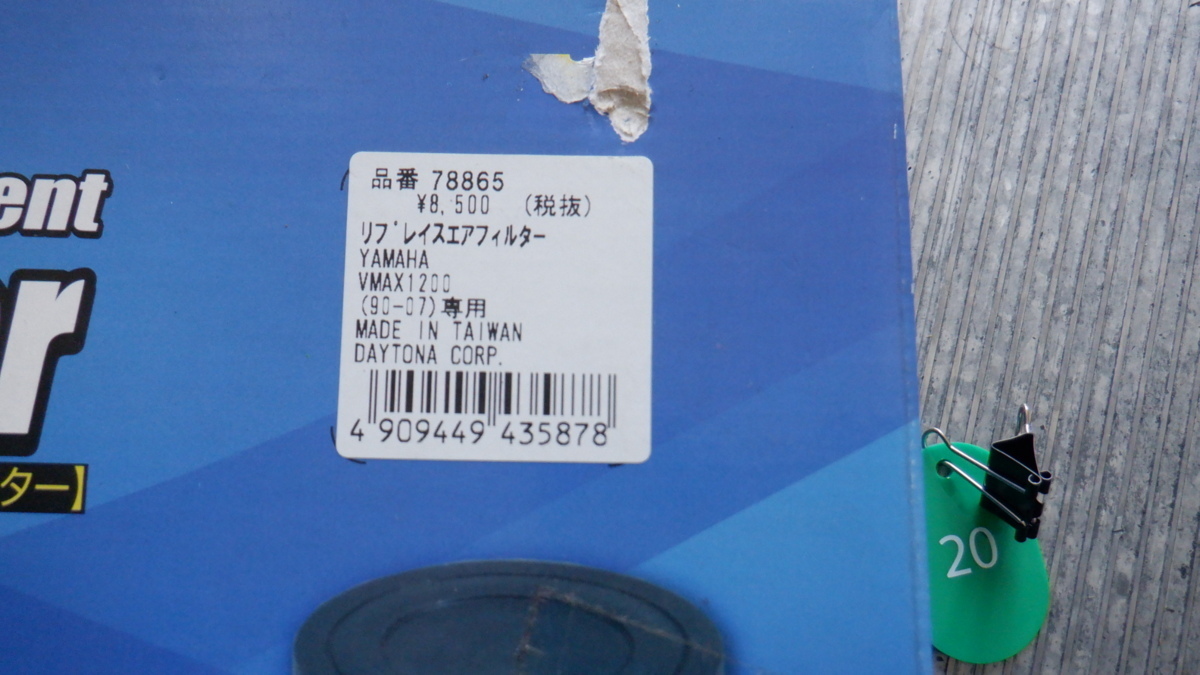 ent
r
ター】
品番 78865
¥8,500 (税抜)
リプレイスエアフィルター
YAMAHA
VMAX1200
(90-07)専用
MADE IN TAIWAN
DAYTONA CORP.
4 909449 435878
20